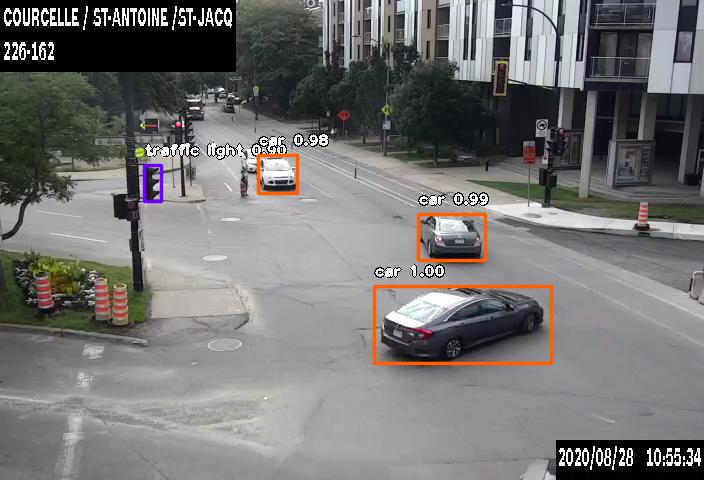 COURCELLE / ST-ANTOINE /ST-JACQ
226-162
car 0.98
traffic light 0.90
car 0.99
car 1.00
2020/08/28 10:55:34